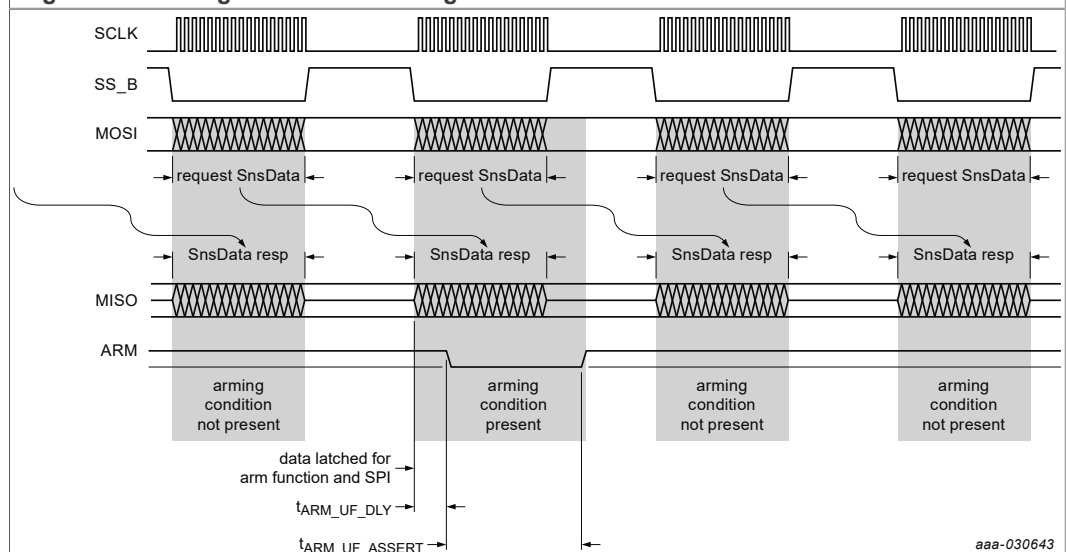 SCLK
SS_B
MOSI
request SnsData
request SnsData
request SnsData
request SnsData
SnsData resp
SnsData resp
SnsData resp
SnsData resp
MISO
ARM
arming
condition
not present
arming
condition
present
arming
condition
not present
arming
condition
not present
data latched for
arm function and SPI
tARM_UF_DLY
tARM_UF_ASSERT
aaa-030643